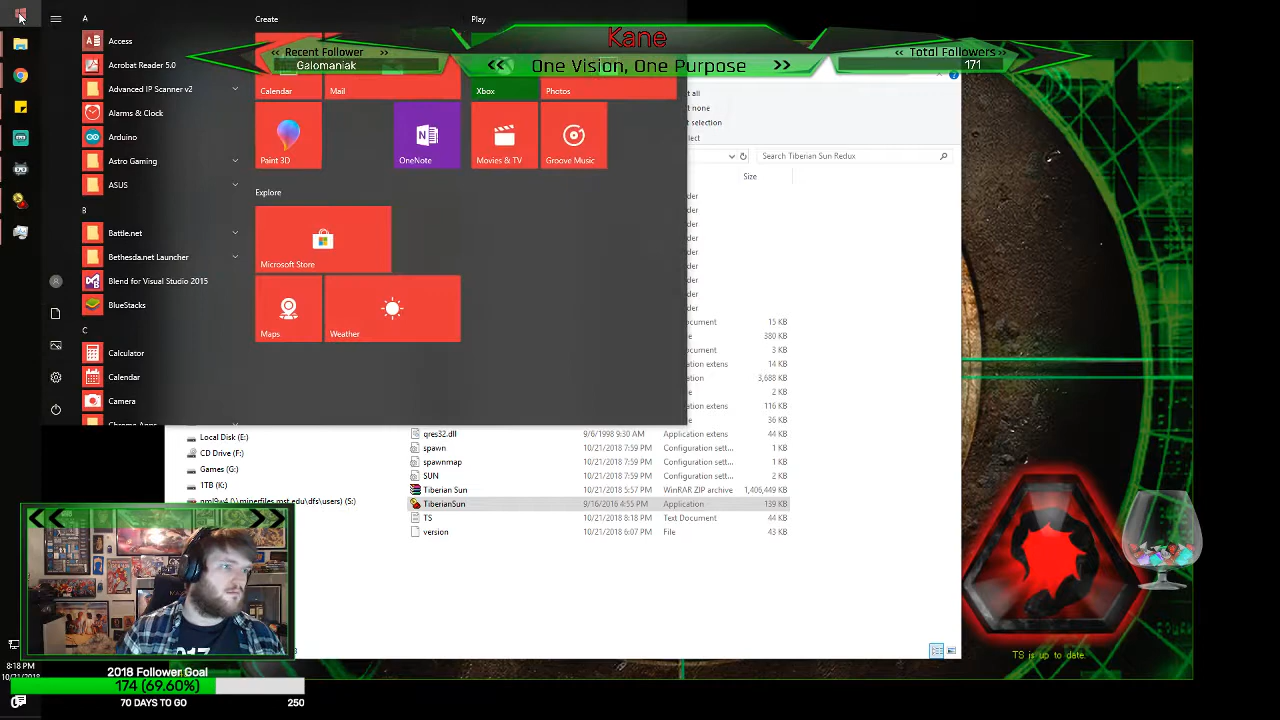 Kane
<< Recent Follower >>
Galomaniak
<< One Vision, One Purpose >>
<< Total Followers >>
171
A
Access
Acrobat Reader 5.0
Advanced IP Scanner v2
Alarms & Clock
Arduino
Astro Gaming
ASUS
B
Battle.net
Bethesda.net Launcher
Blend for Visual Studio 2015
BlueStacks
C
Calculator
Calendar
Camera
Create
Play
Calendar
Mail
Xbox
Photos
Paint 3D
OneNote
Movies & TV
Groove Music
Explore
Microsoft Store
Maps
Weather
Search Tiberian Sun Redux
Size
15 KB
380 KB
3 KB
14 KB
3,688 KB
2 KB
116 KB
36 KB
Local Disk (E:)
CD Drive (F:)
Games (G:)
1TB (K:)
qres32.dll 9/6/1998 9:30 AM Application extens 44 KB
spawn 10/21/2018 7:59 PM Configuration sett... 1 KB
spawnmap 10/21/2018 7:59 PM Configuration sett... 1 KB
SUN 10/21/2018 7:59 PM Configuration sett... 2 KB
Tiberian Sun 10/21/2018 5:57 PM WinRAR ZIP archive 1,406,449 KB
TiberianSun 9/16/2016 4:55 PM Application 139 KB
TS 10/21/2018 8:18 PM Text Document 44 KB
version 10/21/2018 6:07 PM File 43 KB
TS is up to date.
8:18 PM
2018 Follower Goal
174 (69.60%)
70 DAYS TO GO
250